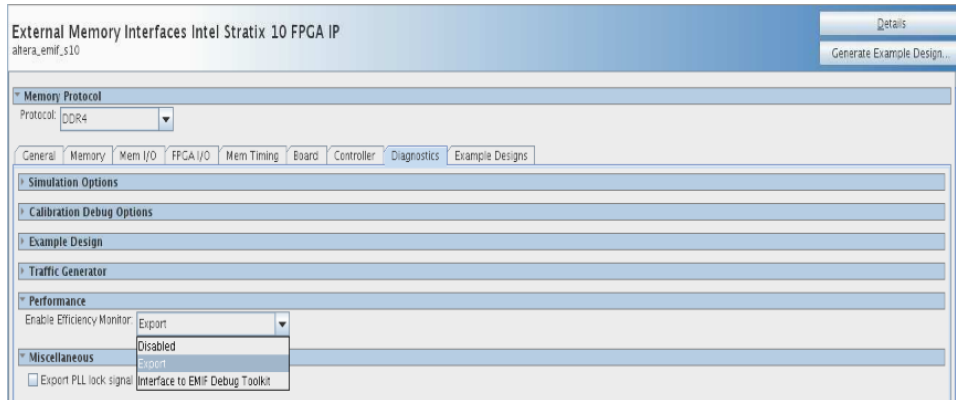 External Memory Interfaces Intel Stratix 10 FPGA IP
altera_emif_s10
Details
Generate Example Design...
Memory Protocol
Protocol: DDR4
General Memory Mem I/O FPGA I/O Mem Timing Board Controller Diagnostics Example Designs
Simulation Options
Calibration Debug Options
Example Design
Traffic Generator
Performance
Enable Efficiency Monitor: Export
Disabled
Export
Interface to EMIF Debug Toolkit
Miscellaneous
Export PLL lock signal